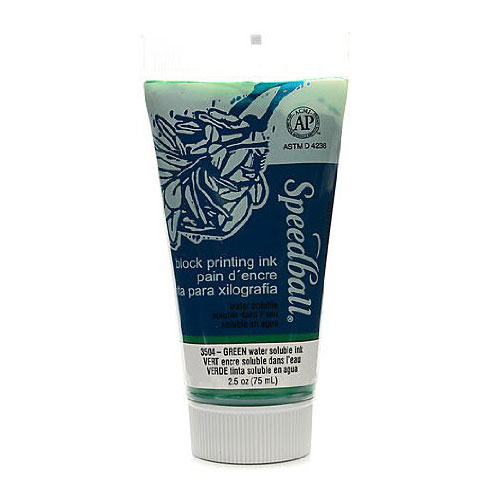 ACMI
AP
ASTM D 4236
Speedball®
block printing ink
pain d'encre
ta para xilografía
water soluble
soluble dans l'eau
soluble en agua
3504 – GREEN water soluble ink
VERT encre soluble dans l'eau
VERDE tinta soluble en agua
2.5 oz (75 mL)